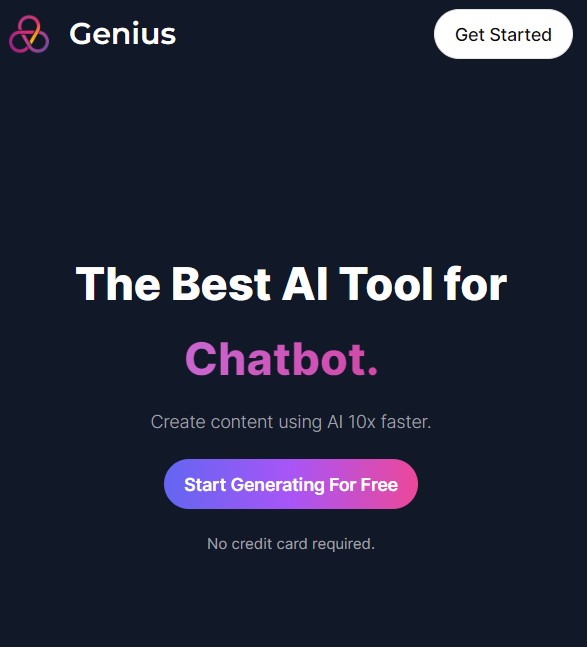 Genius
Get Started
The Best AI Tool for
Chatbot.
Create content using AI 10x faster.
Start Generating For Free
No credit card required.